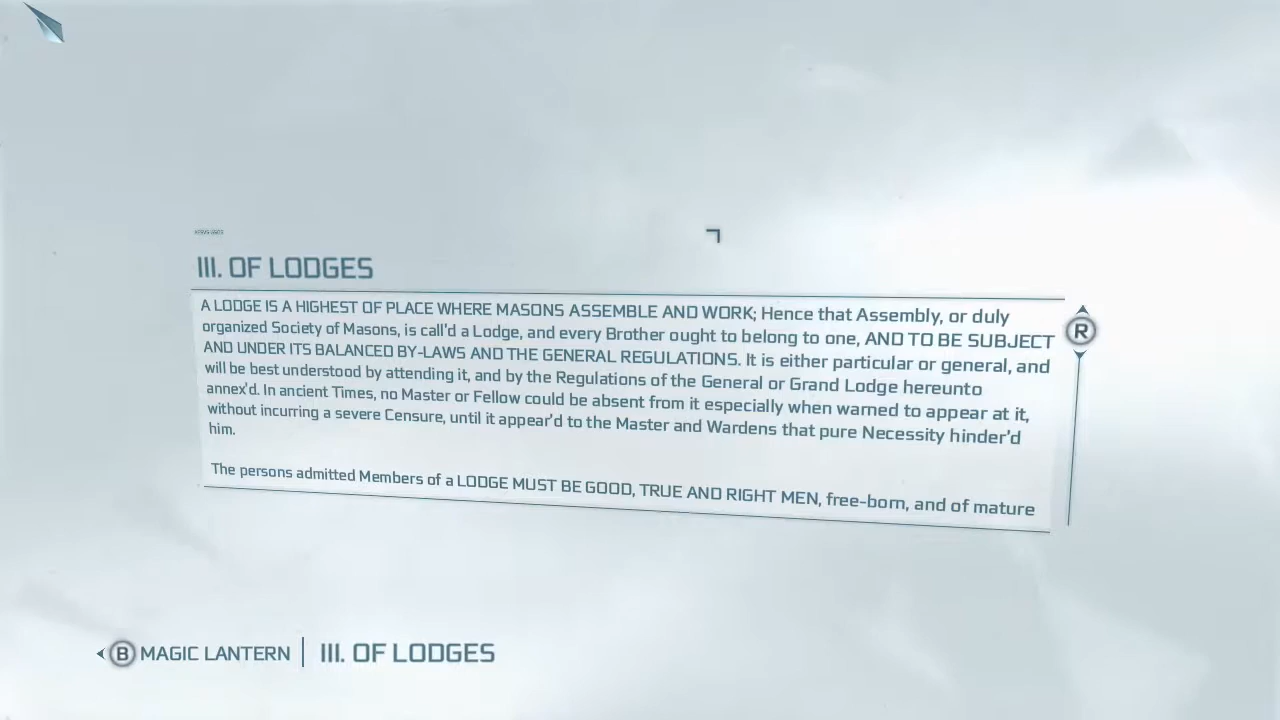 III. OF LODGES
A LODGE IS A HIGHEST OF PLACE WHERE MASONS ASSEMBLE AND WORK; Hence that Assembly, or duly
organized Society of Masons, is call'd a Lodge, and every Brother ought to belong to one, AND TO BE SUBJECT
AND UNDER ITS BALANCED BY-LAWS AND THE GENERAL REGULATIONS. It is either particular or general, and
will be best understood by attending it, and by the Regulations of the General or Grand Lodge hereunto
annex'd. In ancient Times, no Master or Fellow could be absent from it especially when warned to appear at it,
without incurring a severe Censure, until it appear'd to the Master and Wardens that pure Necessity hinder'd
him.
The persons admitted Members of a LODGE MUST BE GOOD, TRUE AND RIGHT MEN, free-born, and of mature
R
B MAGIC LANTERN | III. OF LODGES